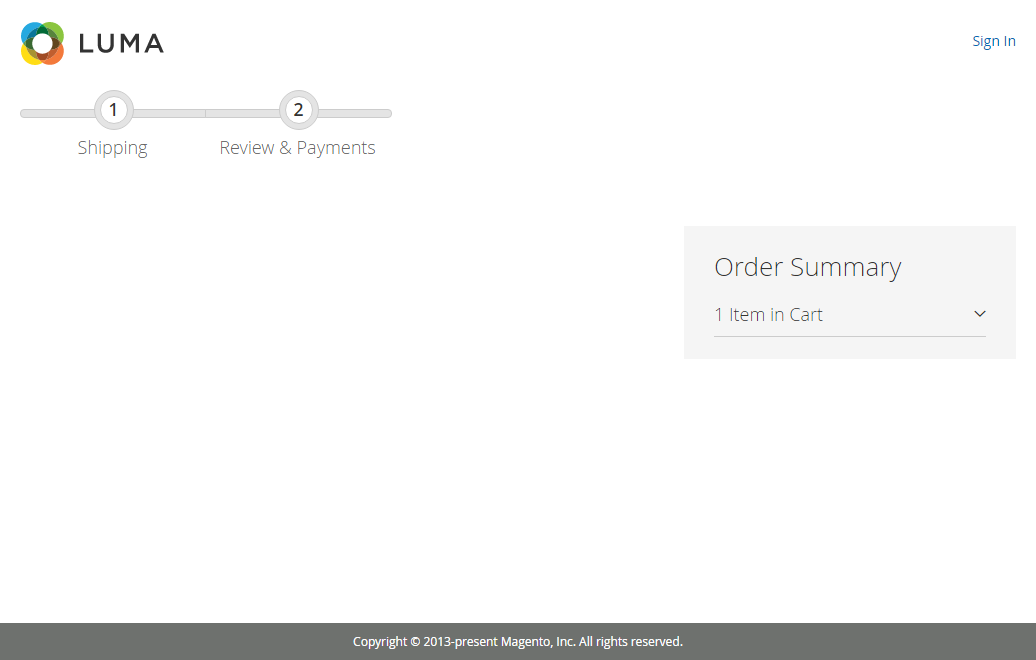 LUMA
Sign In
1
2
Shipping
Review & Payments
Order Summary
1 Item in Cart
Copyright © 2013-present Magento, Inc. All rights reserved.